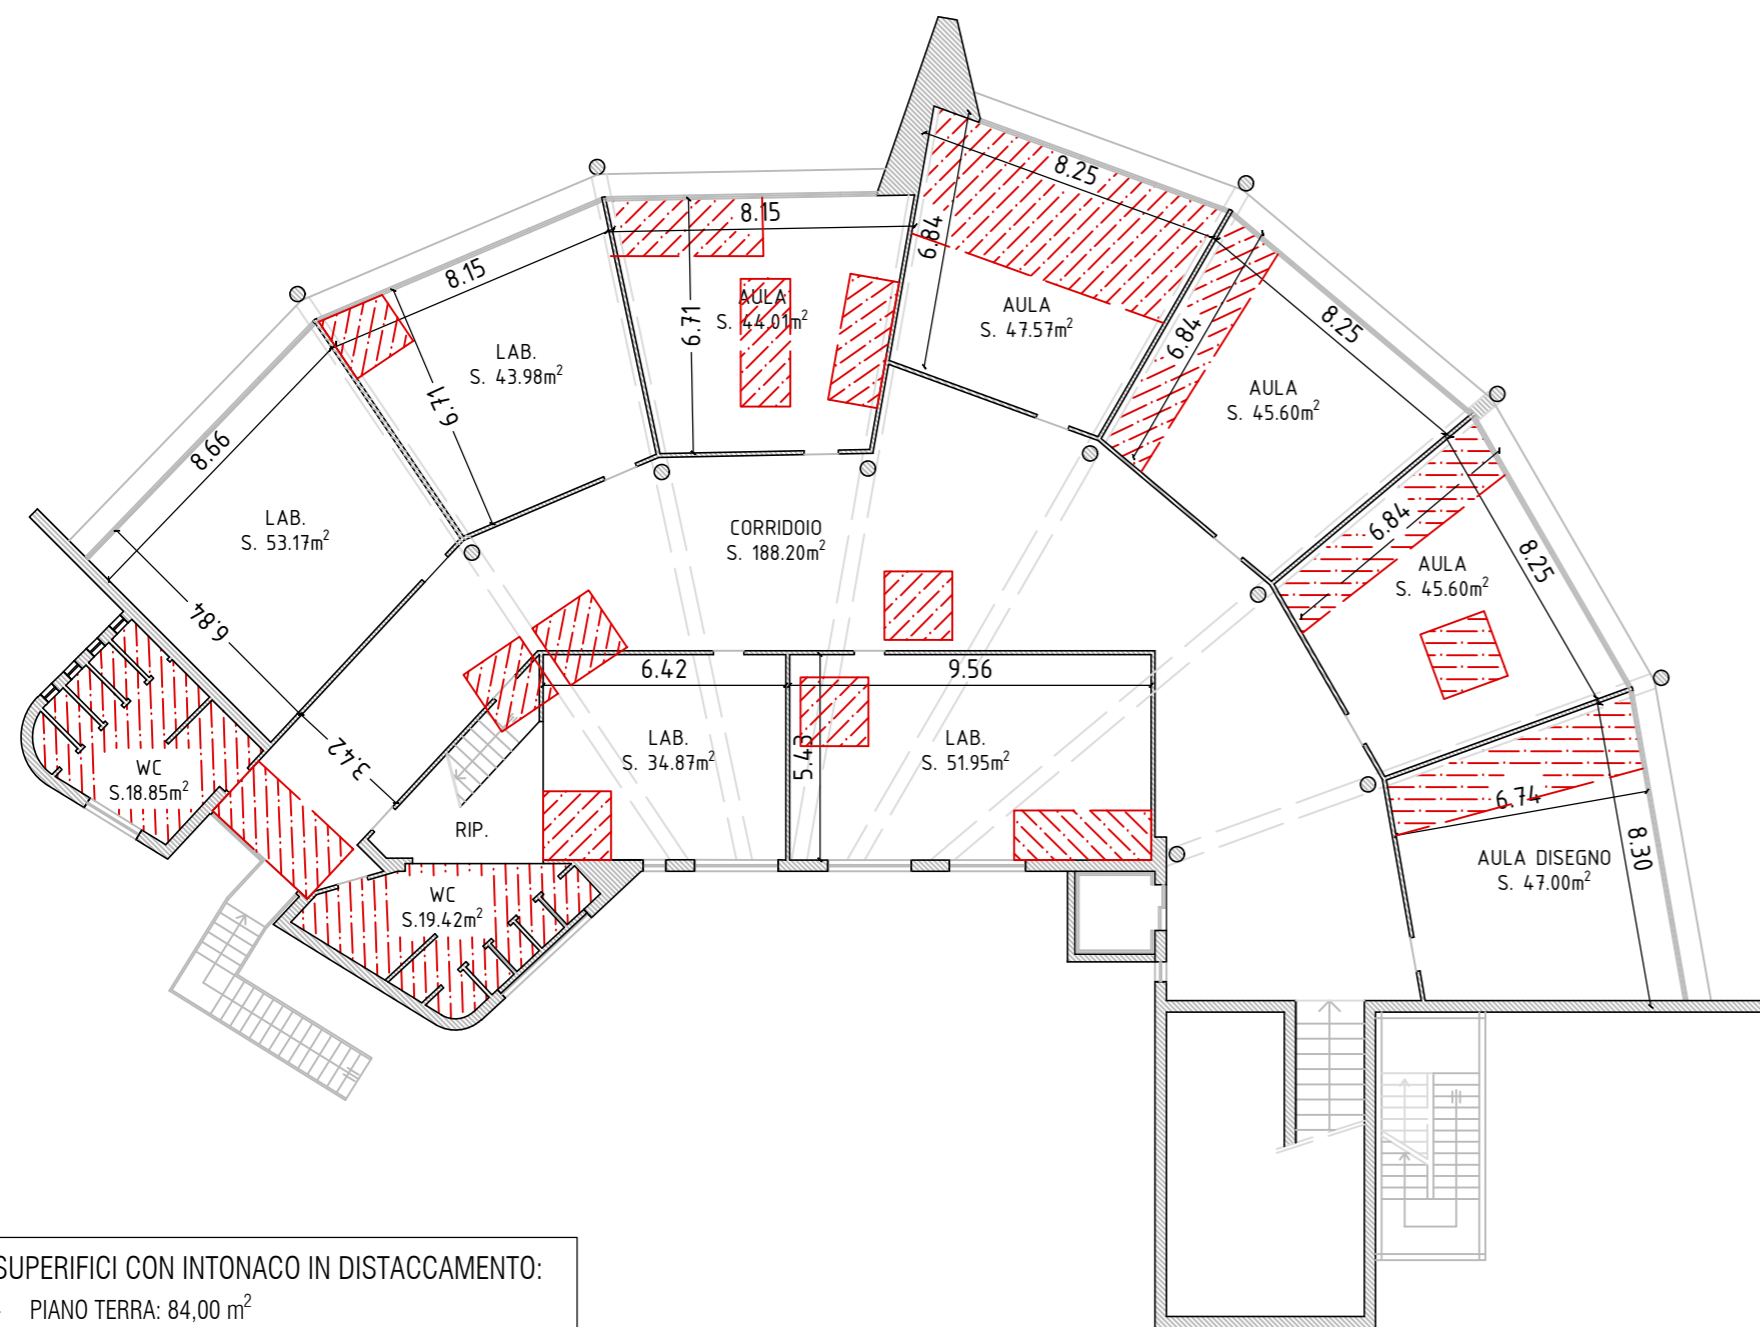 8.25
8.15
6.84
8.15
6.71
AULA
S. 44.01m²
AULA
S. 47.57m²
8.25
6.84
LAB.
S. 43.98m²
6.71
AULA
S. 45.60m²
8.66
6.84
8.25
LAB.
S. 53.17m²
CORRIDOIO
S. 188.20m²
AULA
S. 45.60m²
6.84
6.42
9.56
3.42
WC
S.18.85m²
LAB.
S. 34.87m²
5.43
LAB.
S. 51.95m²
6.74
8.30
RIP.
AULA DISEGNO
S. 47.00m²
WC
S.19.42m²
SUPERIFICI CON INTONACO IN DISTACCAMENTO:
- PIANO TERRA: 84,00 m²